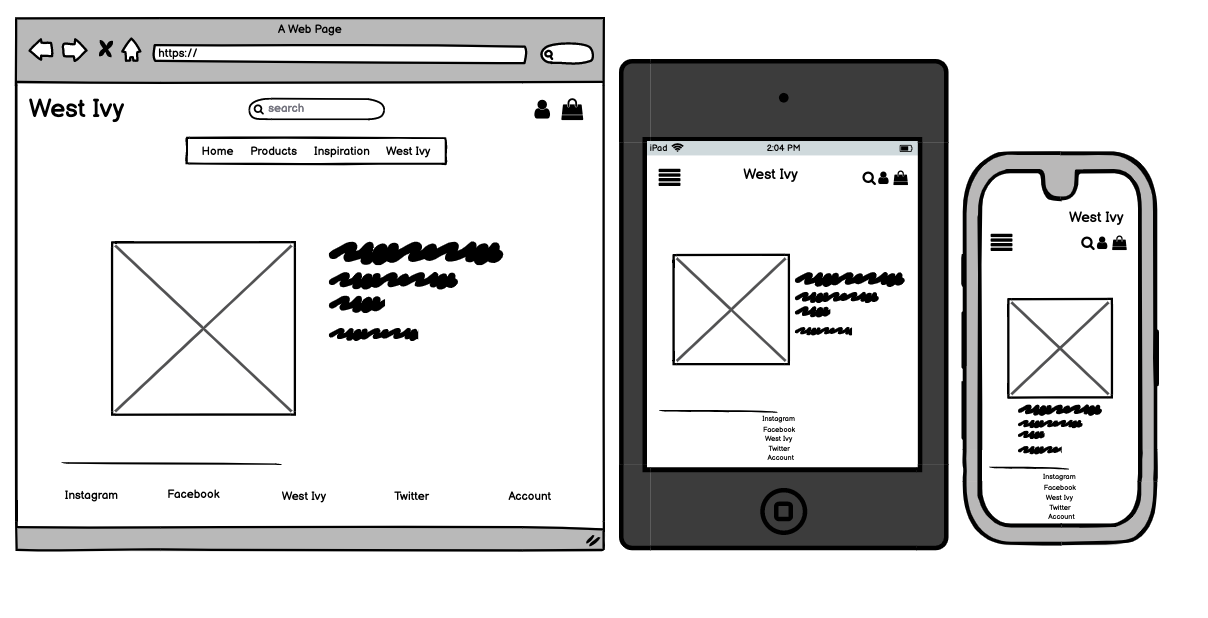 A Web Page
https://
West Ivy
search
Home Products Inspiration West Ivy
Instagram Facebook West Ivy Twitter Account
iPad 2:04 PM
West Ivy
Instagram
Facebook
West Ivy
Twitter
Account
West Ivy
Instagram
Facebook
West Ivy
Twitter
Account